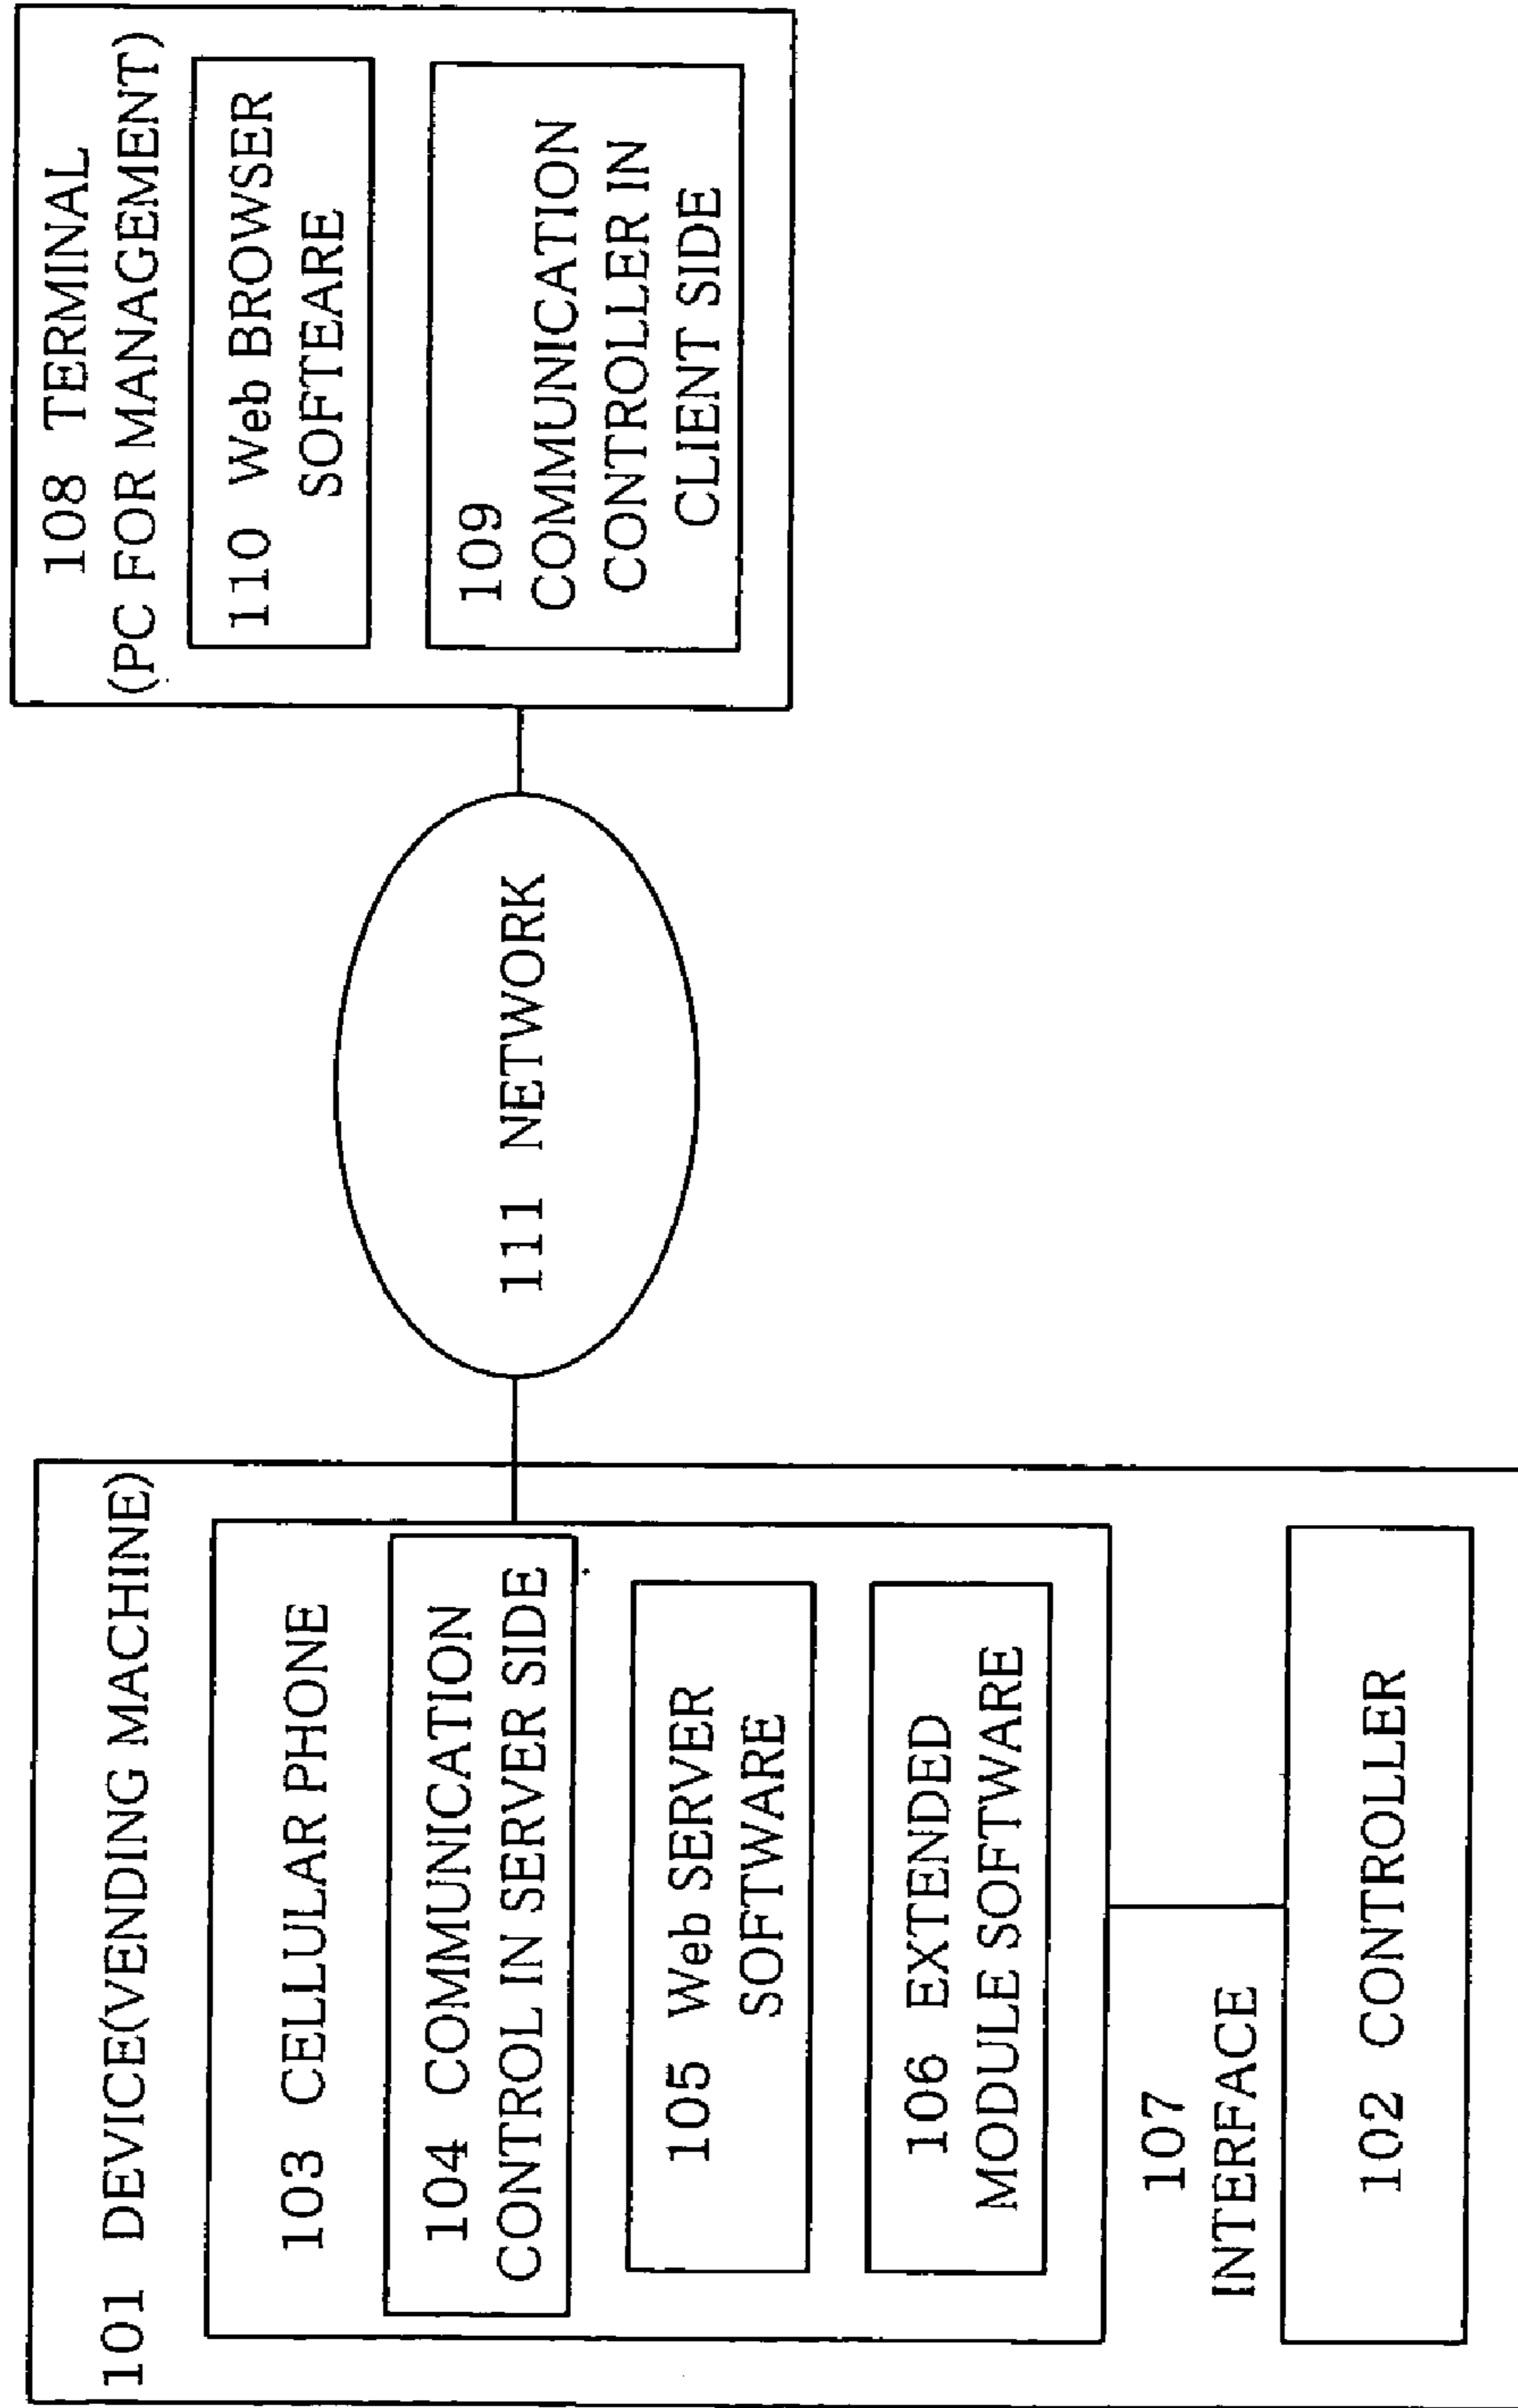 101 DEVICE(VENDING MACHINE)
103 CELLULAR PHONE
104 COMMUNICATION
CONTROL IN SERVER SIDE
105 Web SERVER
SOFTWARE
106 EXTENDED
MODULE SOFTWARE
107
INTERFACE
102 CONTROLLER
111 NETWORK
108 TERMINAL
(PC FOR MANAGEMENT)
110 Web BROWSER
SOFTEARE
109
COMMUNICATION
CONTROLLER IN
CLIENT SIDE